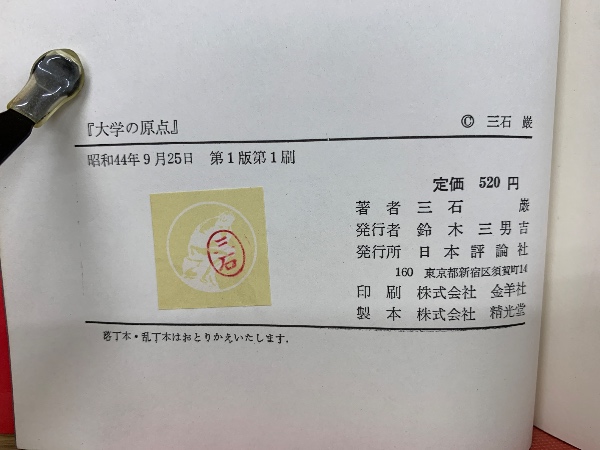 『大学の原点』
© 三石 巌
昭和44年9月25日 第1版第1刷
定価 520円
著者 三石 巌
発行者 鈴木三男吉
発行所 日本評論社
160 東京都新宿区須賀町14
印刷 株式会社 金羊社
製本 株式会社 精光堂
三石
落丁本・乱丁本はおとりかえいたします.